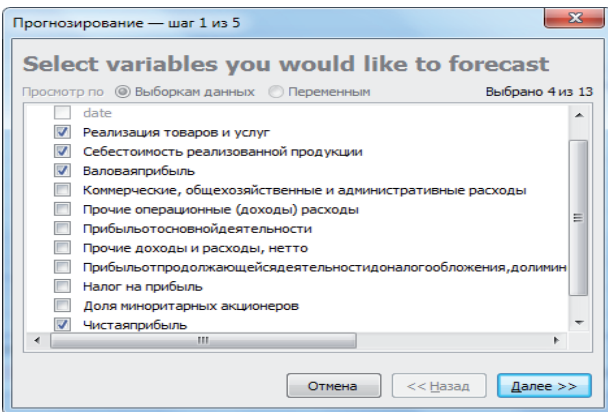 Прогнозирование — шаг 1 из 5
Select variables you would like to forecast
Просмотр по Выборкам данных Переменным Выбрано 4 из 13
date
Реализация товаров и услуг
Себестоимость реализованной продукции
Валоваяприбыль
Коммерческие, общехозяйственные и административные расходы
Прочие операционные (доходы) расходы
Прибыльотосновнойдеятельности
Прочие доходы и расходы, нетто
Прибыльотпродолжающейсядеятельностидоналогообложения,долимин
Налог на прибыль
Доля миноритарных акционеров
Чистаяприбыль
Отмена << Назад Далее >>